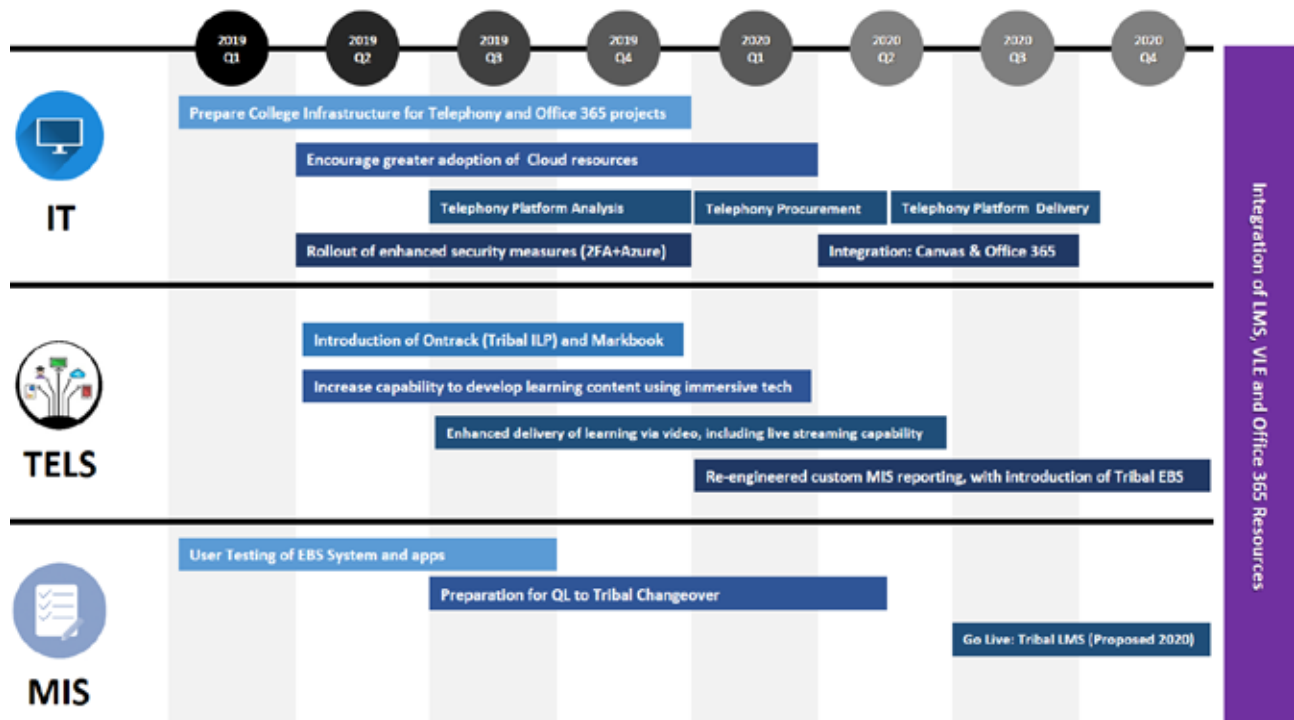 2019
Q1
2019
Q2
2019
Q3
2019
Q4
2020
Q1
2020
Q2
2020
Q3
2020
Q4
Prepare College Infrastructure for Telephony and Office 365 projects
Encourage greater adoption of Cloud resources
Telephony Platform Analysis
Telephony Procurement
Telephony Platform Delivery
Rollout of enhanced security measures (2FA+Azure)
Integration: Canvas & Office 365
IT
Introduction of Ontrack (Tribal ILP) and Markbook
Increase capability to develop learning content using immersive tech
Enhanced delivery of learning via video, including live streaming capability
Re-engineered custom MIS reporting, with introduction of Tribal EBS
TELS
User Testing of EBS System and apps
Preparation for QL to Tribal Changeover
Go Live: Tribal LMS (Proposed 2020)
MIS
Integration of LMS, VLE and Office 365 Resources